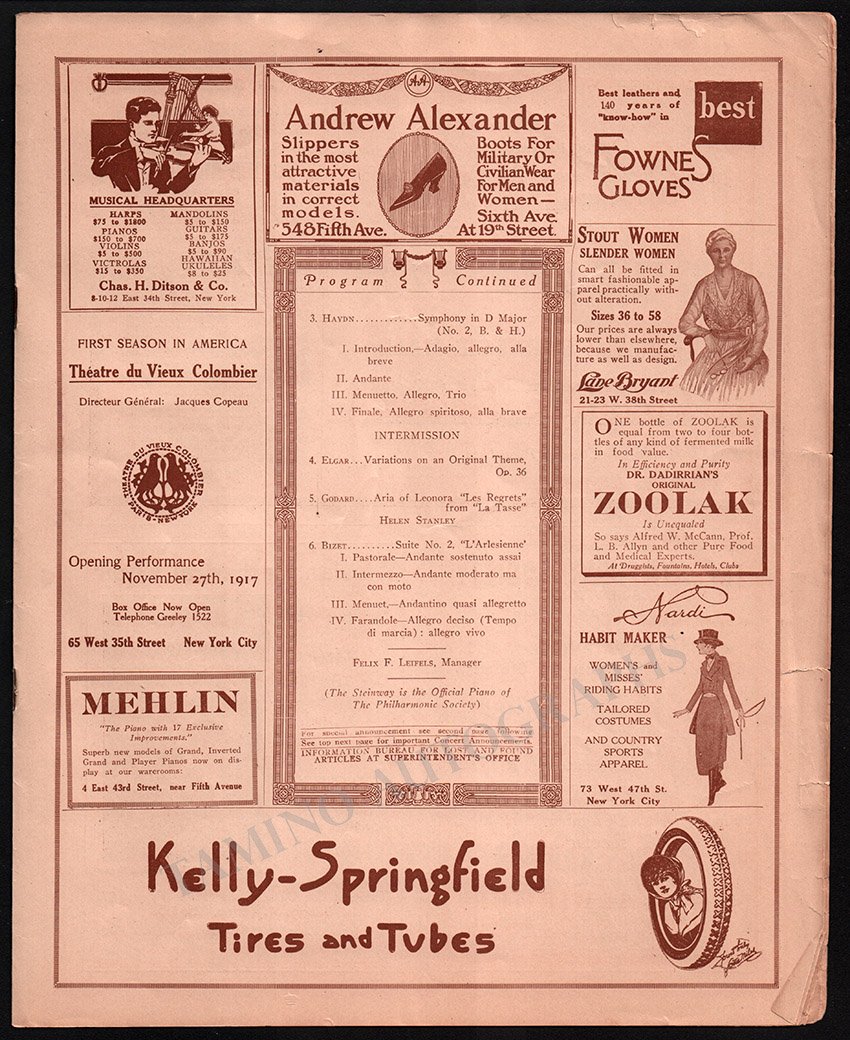 MUSICAL HEADQUARTERS
HARPS
$75 to $1800
PIANOS
$150 to $700
VIOLINS
$5 to $500
VICTROLAS
$15 to $350
MANDOLINS
$5 to $150
GUITARS
$5 to $175
BANJOS
$5 to $90
HAWAIIAN
UKULELES
$8 to $25
Chas. H. Ditson & Co.
8-10-12 East 34th Street, New York
FIRST SEASON IN AMERICA
Théatre du Vieux Colombier
Directeur Général: Jacques Copeau
THEATRE DU VIEUX COLOMBIER
PARIS-NEW YORK
Opening Performance
November 27th, 1917
Box Office Now Open
Telephone Greeley 1522
65 West 35th Street New York City
MEHLIN
"The Piano with 17 Exclusive
Improvements."
Superb new models of Grand, Inverted
Grand and Player Pianos now on dis-
play at our warerooms:
4 East 43rd Street, near Fifth Avenue
AA
Andrew Alexander
Slippers
in the most
attractive
materials
in correct
models.
548 Fifth Ave.
Boots For
Military Or
Civilian Wear
For Men and
Women—
Sixth Ave.
At 19th Street.
Program Continued
3. HAYDN.............Symphony in D Major
(No. 2, B. & H.)
I. Introduction,—Adagio, allegro, alla
breve
II. Andante
III. Menuetto, Allegro, Trio
IV. Finale, Allegro spiritoso, alla brave
INTERMISSION
4. ELGAR...Variations on an Original Theme,
Op. 36
5. GODARD....Aria of Leonora "Les Regrets"
from "La Tasse"
HELEN STANLEY
6. BIZET..........Suite No. 2, "L'Arlesienne'
I. Pastorale—Andante sostenuto assai
II. Intermezzo—Andante moderato ma
con moto
III. Menuet,—Andantino quasi allegretto
IV. Farandole—Allegro deciso (Tempo
di marcia) : allegro vivo
FELIX F. LEIFELS, Manager
(The Steinway is the Official Piano of
The Philharmonic Society)
For special announcement see second page following
See top next page for important Concert Announcements.
INFORMATION BUREAU FOR LOST AND FOUND
ARTICLES AT SUPERINTENDENT'S OFFICE
Best leathers and
140 years of
"know-how" in
best
FOWNES
GLOVES
STOUT WOMEN
SLENDER WOMEN
Can all be fitted in
smart fashionable ap-
parel practically with-
out alteration.
Sizes 36 to 58
Our prices are always
lower than elsewhere,
because we manufac-
ture as well as design.
Lane Bryant
21-23 W. 38th Street
ONE bottle of ZOOLAK is
equal from two to four bot-
tles of any kind of fermented milk
in food value.
In Efficiency and Purity
DR. DADIRRIAN'S
ORIGINAL
ZOOLAK
Is Unequaled
So says Alfred W. McCann, Prof.
L. B. Allyn and other Pure Food
and Medical Experts.
At Druggists, Fountains, Hotels, Clubs
Nardi
HABIT MAKER
WOMEN'S and
MISSES'
RIDING HABITS
TAILORED
COSTUMES
AND COUNTRY
SPORTS
APPAREL
73 West 47th St.
New York City
Kelly-Springfield
Tires and Tubes
TAMINO AUTOGRAPHS